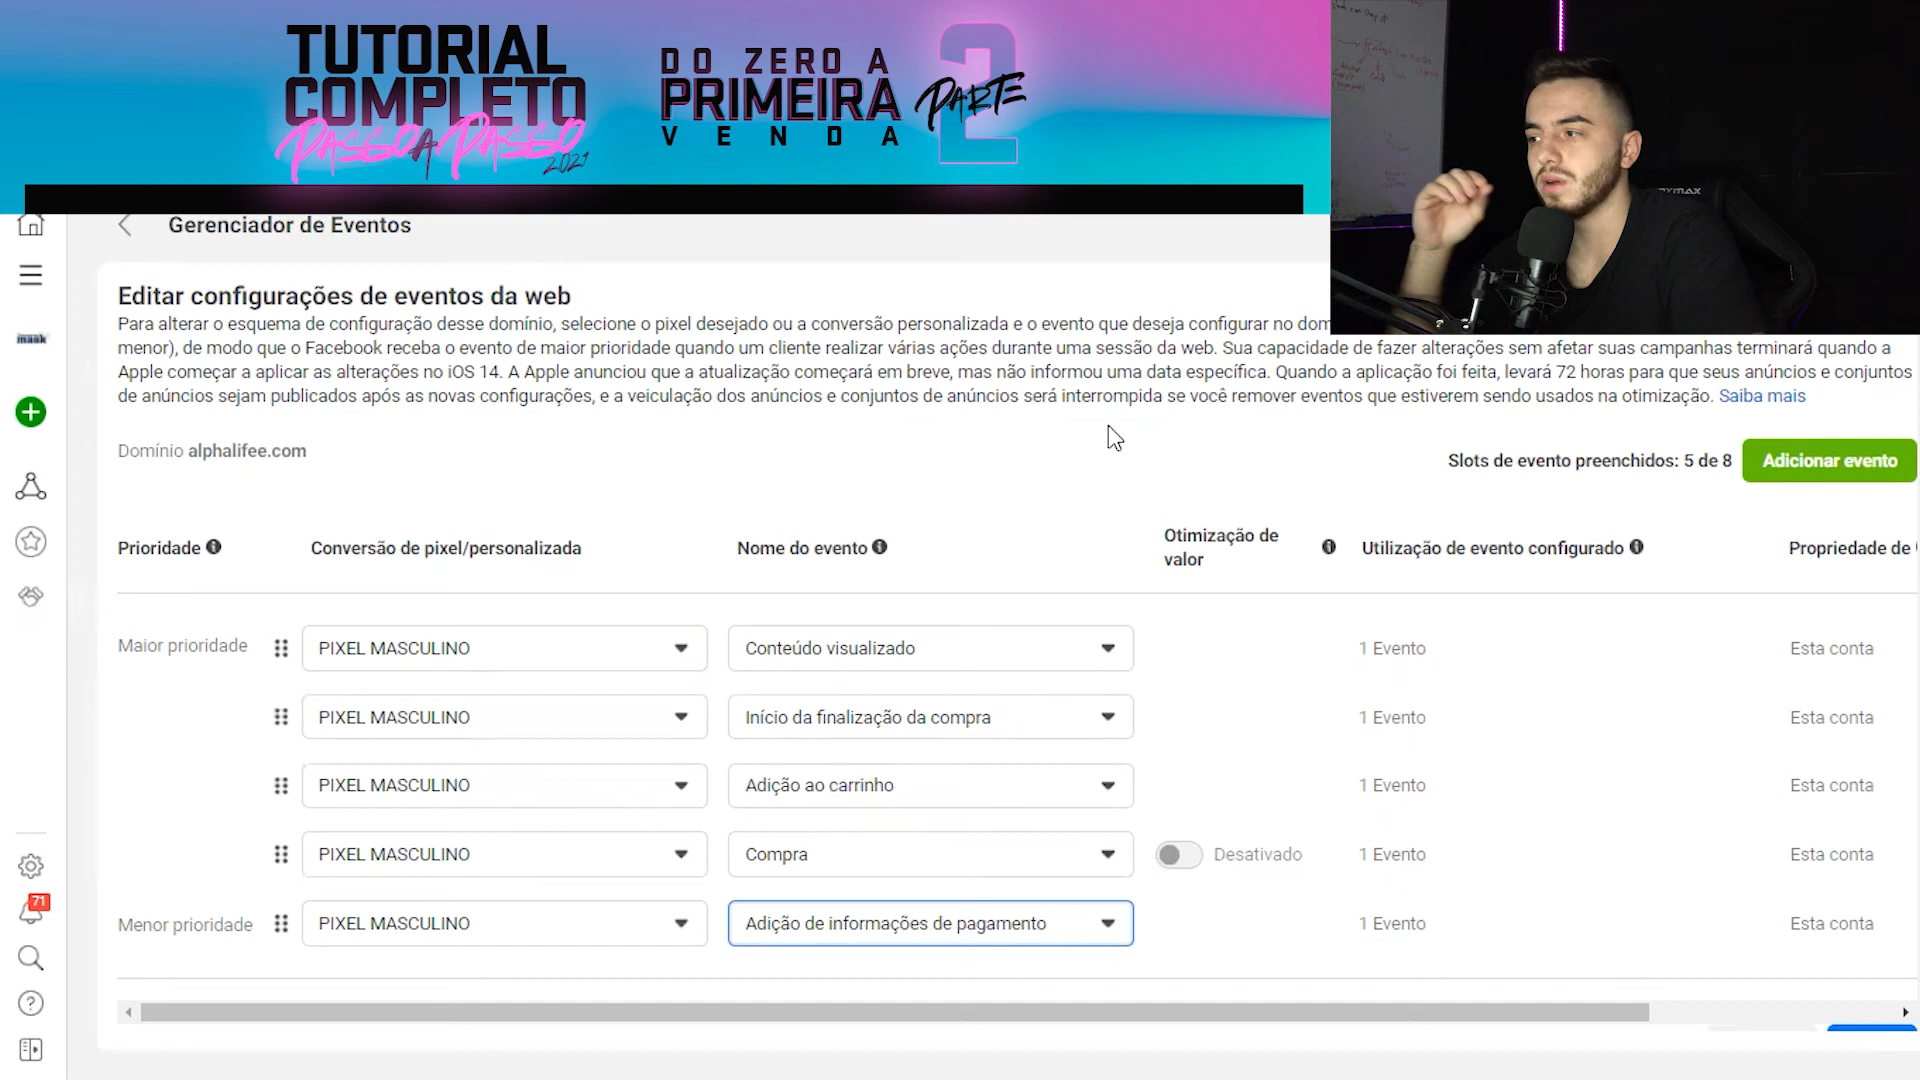 TUTORIAL
COMPLETO
PASSO A PASSO
2021
DO ZERO A
PRIMEIRA
VENDA
PARTE
2
Gerenciador de Eventos
mask
Editar configurações de eventos da web
Para alterar o esquema de configuração desse domínio, selecione o pixel desejado ou a conversão personalizada e o evento que deseja configurar no dom
menor), de modo que o Facebook receba o evento de maior prioridade quando um cliente realizar várias ações durante uma sessão da web. Sua capacidade de fazer alterações sem afetar suas campanhas terminará quando a
Apple começar a aplicar as alterações no iOS 14. A Apple anunciou que a atualização começará em breve, mas não informou uma data específica. Quando a aplicação foi feita, levará 72 horas para que seus anúncios e conjuntos
de anúncios sejam publicados após as novas configurações, e a veiculação dos anúncios e conjuntos de anúncios será interrompida se você remover eventos que estiverem sendo usados na otimização. Saiba mais
Domínio alphalifee.com
Slots de evento preenchidos: 5 de 8
Adicionar evento
Prioridade
Conversão de pixel/personalizada
Nome do evento
Otimização de
valor
Utilização de evento configurado
Propriedade de
Maior prioridade
PIXEL MASCULINO
Conteúdo visualizado
1 Evento
Esta conta
PIXEL MASCULINO
Início da finalização da compra
1 Evento
Esta conta
PIXEL MASCULINO
Adição ao carrinho
1 Evento
Esta conta
PIXEL MASCULINO
Compra
Desativado
1 Evento
Esta conta
Menor prioridade
PIXEL MASCULINO
Adição de informações de pagamento
1 Evento
Esta conta
71